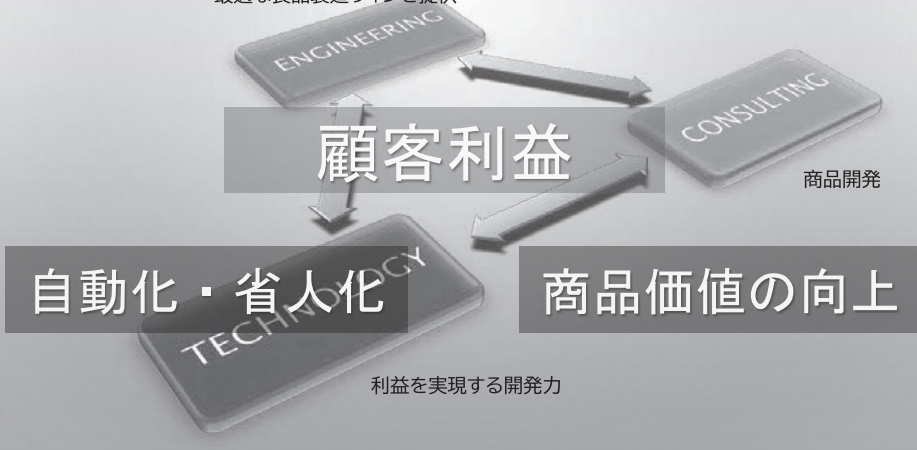 ENGINEERING
CONSULTING
顧客利益
商品開発
自動化・省人化
商品価値の向上
TECHNOLOGY
利益を実現する開発力